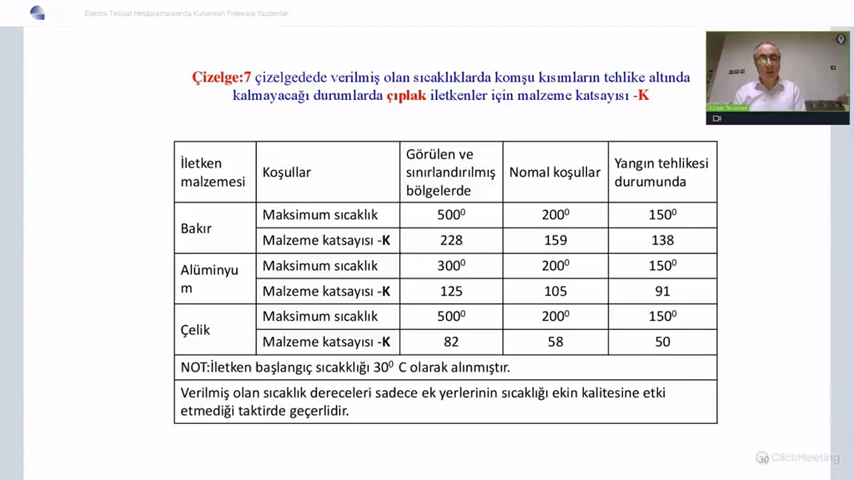 Elektrik Tesisat Hesaplamalarında Kullanılan Freeware Yazılımlar
Çizelge:7 çizelgedede verilmiş olan sıcaklıklarda komşu kısımların tehlike altında
kalmayacağı durumlarda çıplak iletkenler için malzeme katsayısı -K
İletken malzemesi Koşullar Görülen ve sınırlandırılmış bölgelerde Nomal koşullar Yangın tehlikesi durumunda
Bakır Maksimum sıcaklık 500⁰ 200⁰ 150⁰
Malzeme katsayısı -K 228 159 138
Alüminyu m Maksimum sıcaklık 300⁰ 200⁰ 150⁰
Malzeme katsayısı -K 125 105 91
Çelik Maksimum sıcaklık 500⁰ 200⁰ 150⁰
Malzeme katsayısı -K 82 58 50
NOT:İletken başlangıç sıcakklığı 30⁰ C olarak alınmıştır.
Verilmiş olan sıcaklık dereceleri sadece ek yerlerinin sıcaklığı ekin kalitesine etki
etmediği taktirde geçerlidir.
30
ClickMeeting